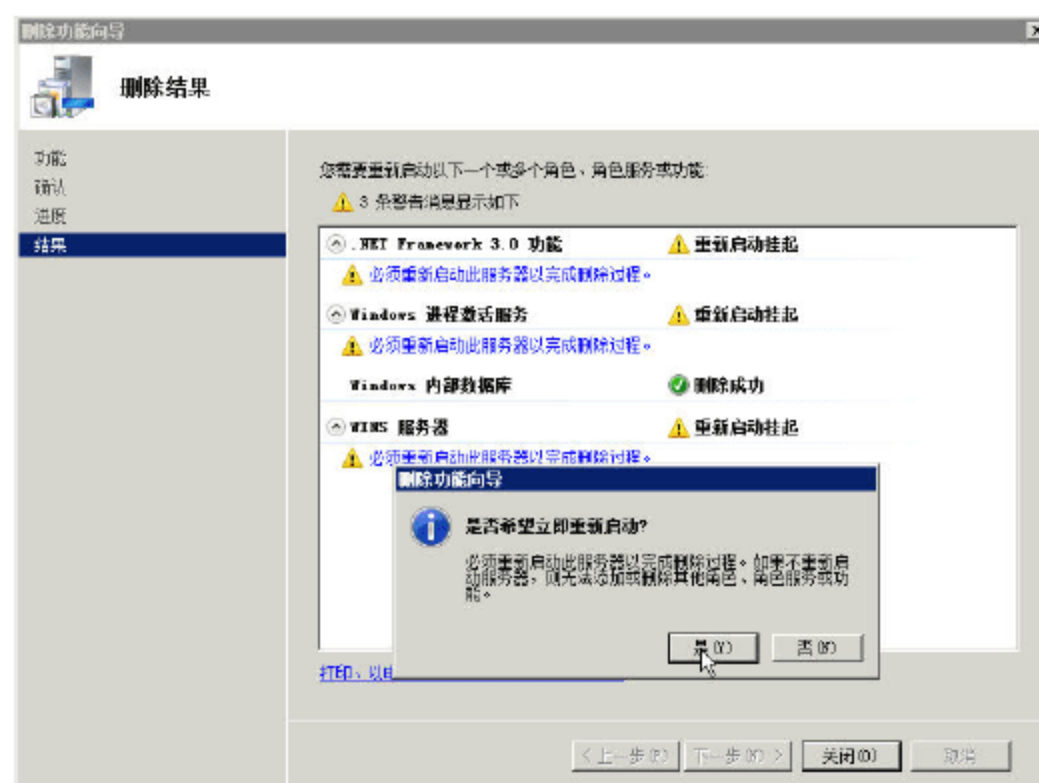 删除功能向导
删除结果
功能
确认
进度
结果
您需要重新启动以下一个或多个角色、角色服务或功能:
3 条警告消息显示如下
.NET Framework 3.0 功能 重新启动挂起
必须重新启动此服务器以完成删除过程。
Windows 进程激活服务 重新启动挂起
必须重新启动此服务器以完成删除过程。
Windows 内部数据库 删除成功
WINS 服务器 重新启动挂起
必须重新启动此服务器以完成删除过程。
删除功能向导
是否希望立即重新启动?
必须重新启动此服务器以完成删除过程。如果不重新启
动服务器，则无法添加或删除其他角色、角色服务或功
能。
是(Y) 否(N)
打印、以电
< 上一步(P) 下一步(N) > 关闭(O) 取消